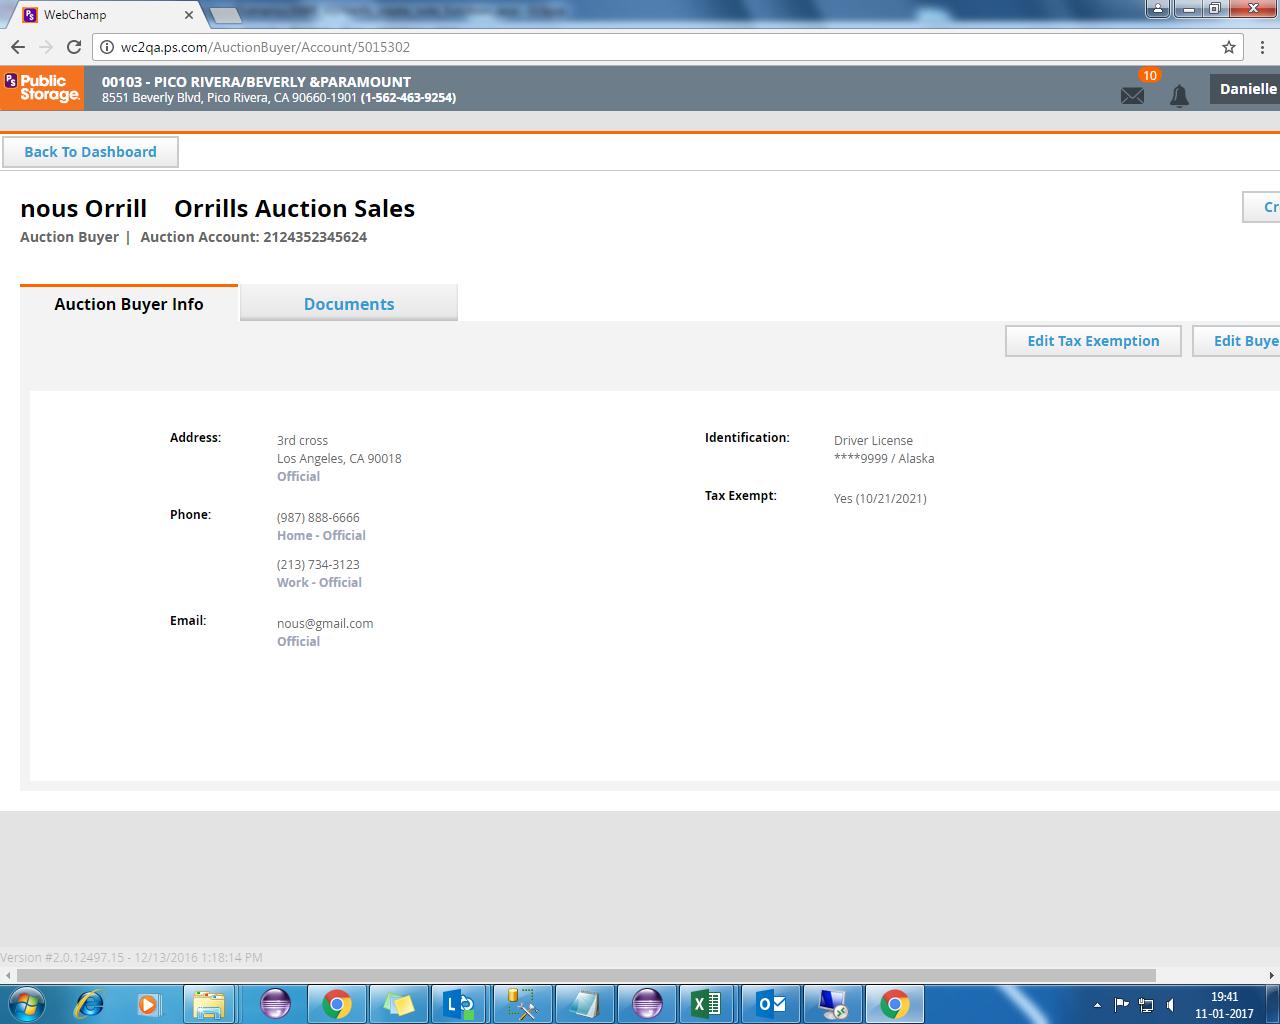 WebChamp
wc2qa.ps.com/AuctionBuyer/Account/5015302
PS Public Storage.
00103 - PICO RIVERA/BEVERLY &PARAMOUNT
8551 Beverly Blvd, Pico Rivera, CA 90660-1901 (1-562-463-9254)
10
Danielle
Back To Dashboard
nous Orrill Orrills Auction Sales
Cr
Auction Buyer | Auction Account: 2124352345624
Auction Buyer Info
Documents
Edit Tax Exemption
Edit Buye
Address:
3rd cross
Los Angeles, CA 90018
Official
Phone:
(987) 888-6666
Home - Official
(213) 734-3123
Work - Official
Email:
nous@gmail.com
Official
Identification:
Driver License
****9999 / Alaska
Tax Exempt:
Yes (10/21/2021)
Version #2.0.12497.15 - 12/13/2016 1:18:14 PM
19:41
11-01-2017